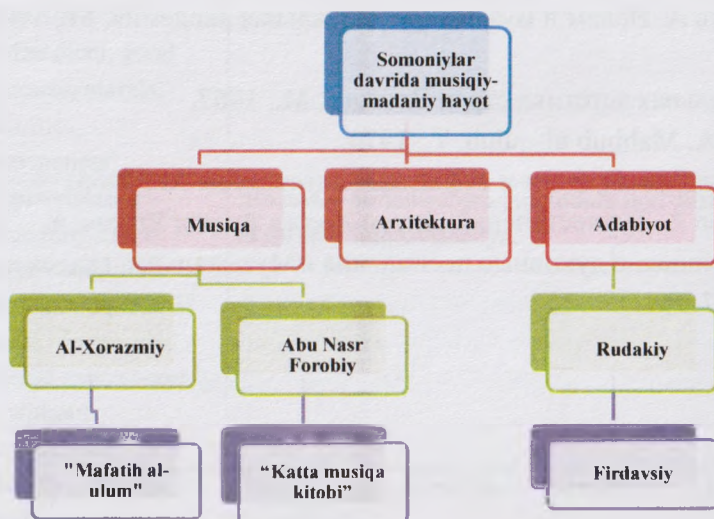 Somoniylar
davrida musiqiy-
madaniy hayot
Musiqa
Arxitektura
Adabiyot
Al-Xorazmiy
Abu Nasr
Forobiy
Rudakiy
"Mafatih al-
ulum"
“Katta musiqa
kitobi”
Firdavsiy